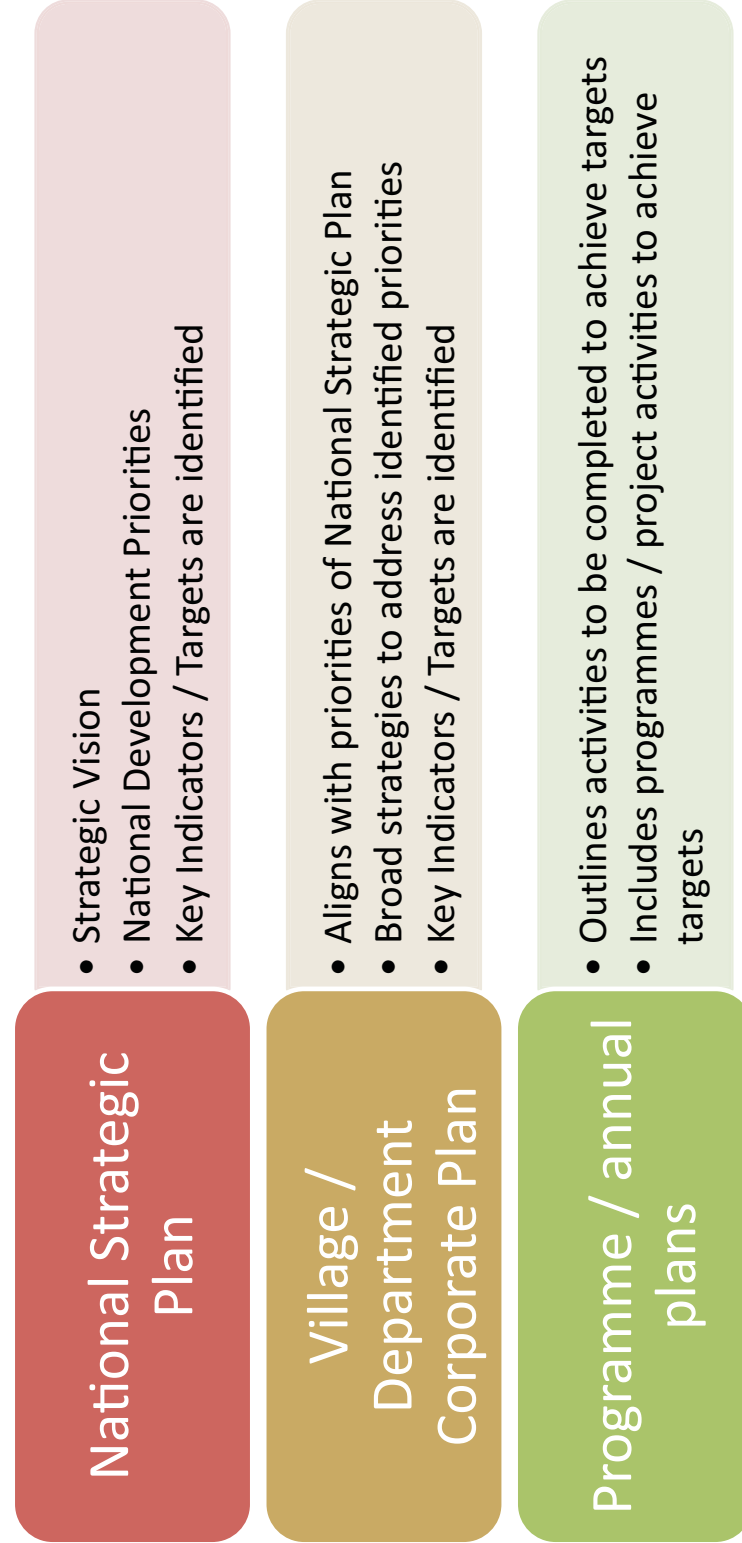 National Strategic
Plan
• Strategic Vision
• National Development Priorities
• Key Indicators / Targets are identified
Village /
Department
Corporate Plan
• Aligns with priorities of National Strategic Plan
• Broad strategies to address identified priorities
• Key Indicators / Targets are identified
Programme / annual
plans
• Outlines activities to be completed to achieve targets
• Includes programmes / project activities to achieve
targets